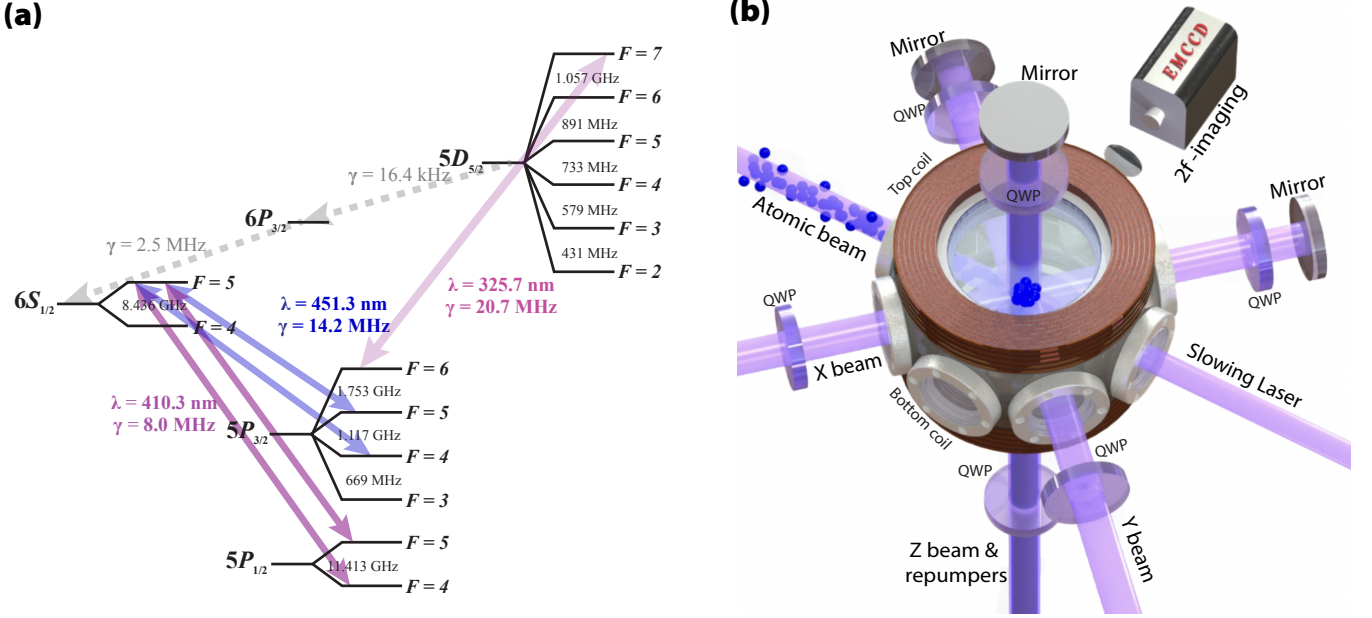 (a)
F = 7
1.057 GHz
F = 6
891 MHz
F = 5
5D5/2
733 MHz
F = 4
579 MHz
F = 3
431 MHz
F = 2
γ = 16.4 kHz
6P3/2
γ = 2.5 MHz
6S1/2
F = 5
8.436 GHz
F = 4
λ = 451.3 nm
γ = 14.2 MHz
λ = 325.7 nm
γ = 20.7 MHz
λ = 410.3 nm
γ = 8.0 MHz
F = 6
1.753 GHz
F = 5
5P3/2
1.117 GHz
F = 4
669 MHz
F = 3
F = 5
5P1/2
11.413 GHz
F = 4
(b)
Mirror
QWP
Mirror
QWP
EMCCD
2f-imaging
Top coil
Atomic beam
Mirror
QWP
QWP
X beam
Slowing Laser
Bottom coil
QWP
QWP
Z beam &
repumpers
Y beam